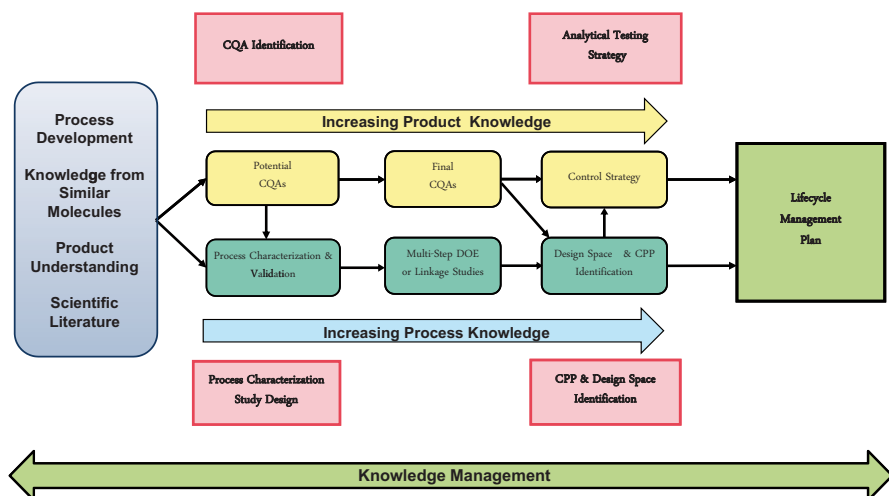 CQA Identification
Analytical Testing
Strategy
Process
Development
Knowledge from
Similar
Molecules
Product
Understanding
Scientific
Literature
Increasing Product Knowledge
Potential
CQAs
Final
CQAs
Control Strategy
Process Characterization &
Validation
Multi-Step DOE
or Linkage Studies
Design Space & CPP
Identification
Lifecycle
Management
Plan
Increasing Process Knowledge
Process Characterization
Study Design
CPP & Design Space
Identification
Knowledge Management